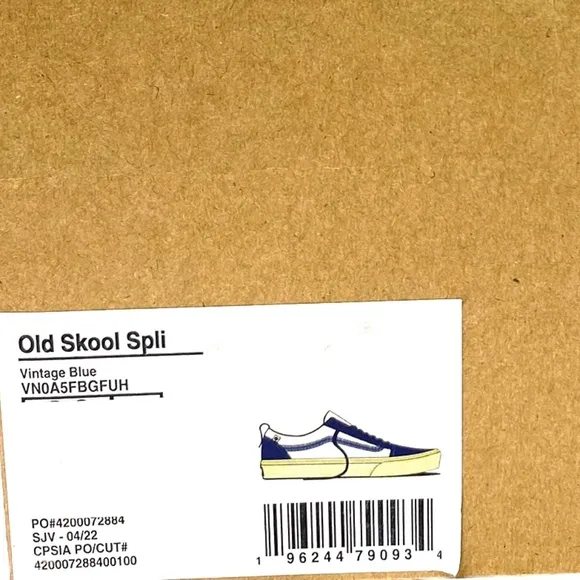 Old Skool Spli
Vintage Blue
VN0A5FBGFUH
PO#4200072884
SJV - 04/22
CPSIA PO/CUT#
420007288400100
1 96244 79093 4